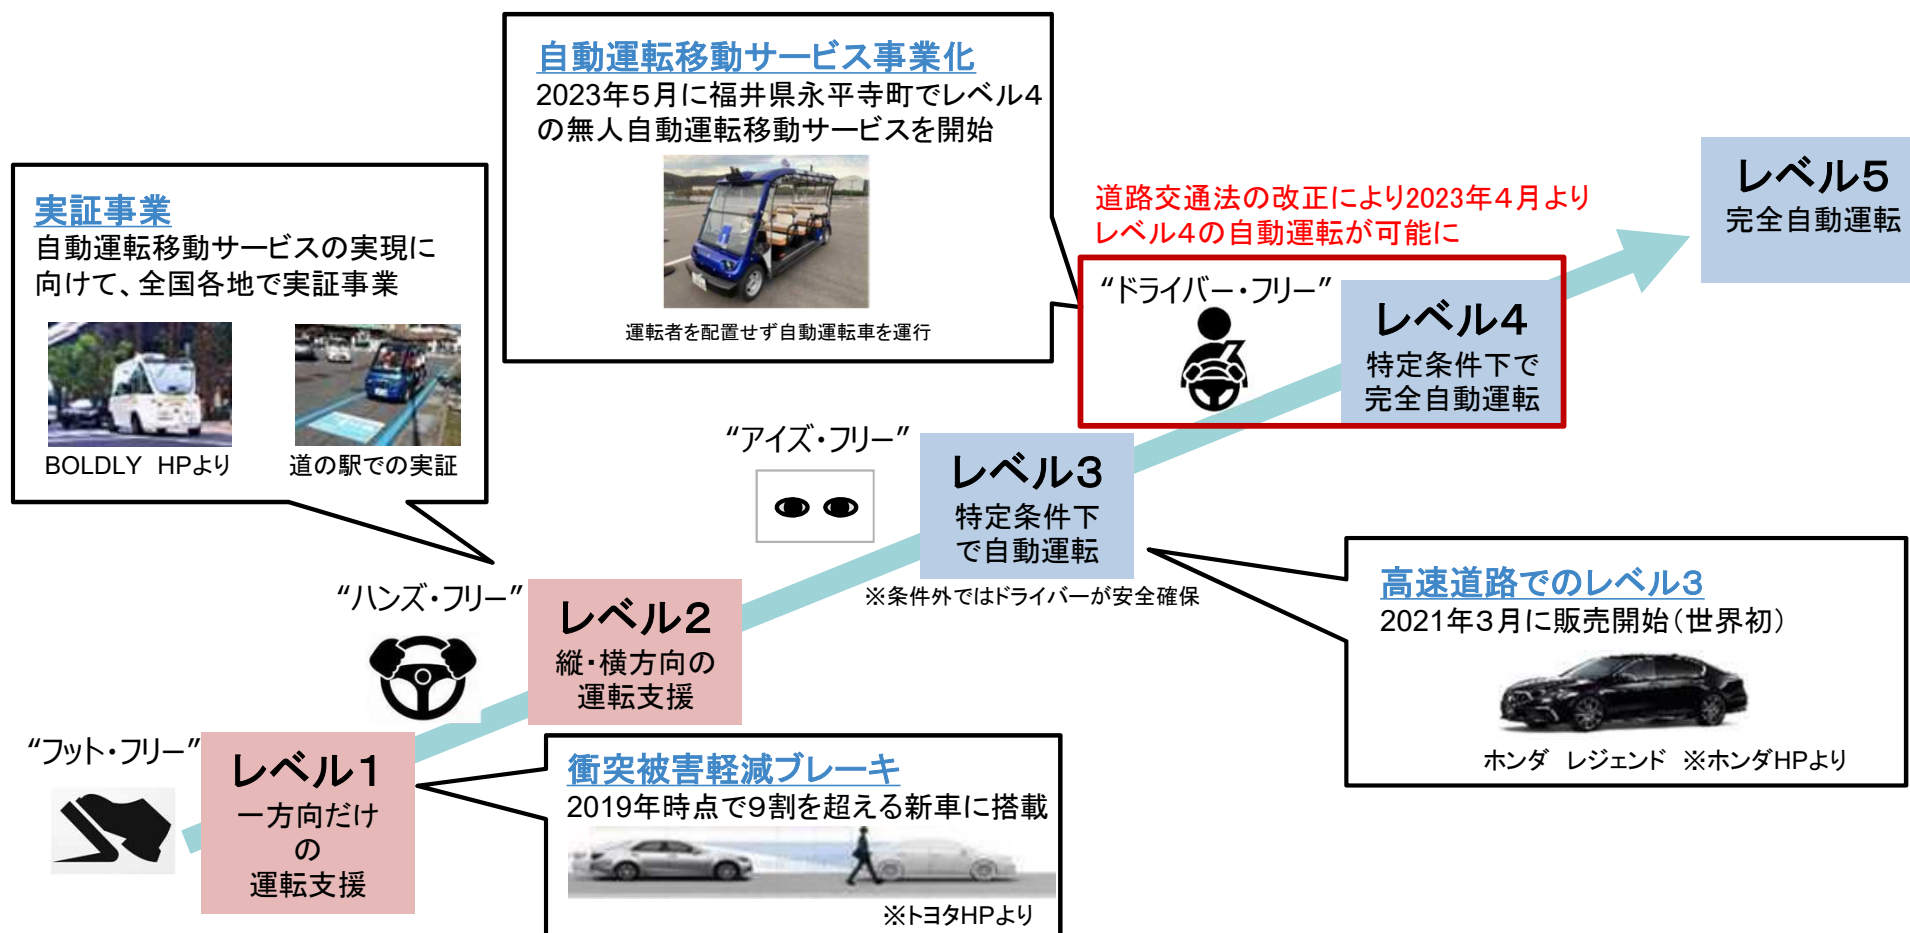 自動運転移動サービス事業化
2023年5月に福井県永平寺町でレベル4
の無人自動運転移動サービスを開始
運転者を配置せず自動運転車を運行
実証事業
自動運転移動サービスの実現に
向けて、全国各地で実証事業
BOLDLY HPより
道の駅での実証
道路交通法の改正により2023年4月より
レベル4の自動運転が可能に
レベル5
完全自動運転
“ドライバー・フリー”
レベル4
特定条件下で
完全自動運転
“アイズ・フリー”
レベル3
特定条件下
で自動運転
※条件外ではドライバーが安全確保
高速道路でのレベル3
2021年3月に販売開始（世界初）
ホンダ レジェンド ※ホンダHPより
“ハンズ・フリー”
レベル2
縦・横方向の
運転支援
“フット・フリー”
レベル1
一方向だけ
の
運転支援
衝突被害軽減ブレーキ
2019年時点で9割を超える新車に搭載
※トヨタHPより